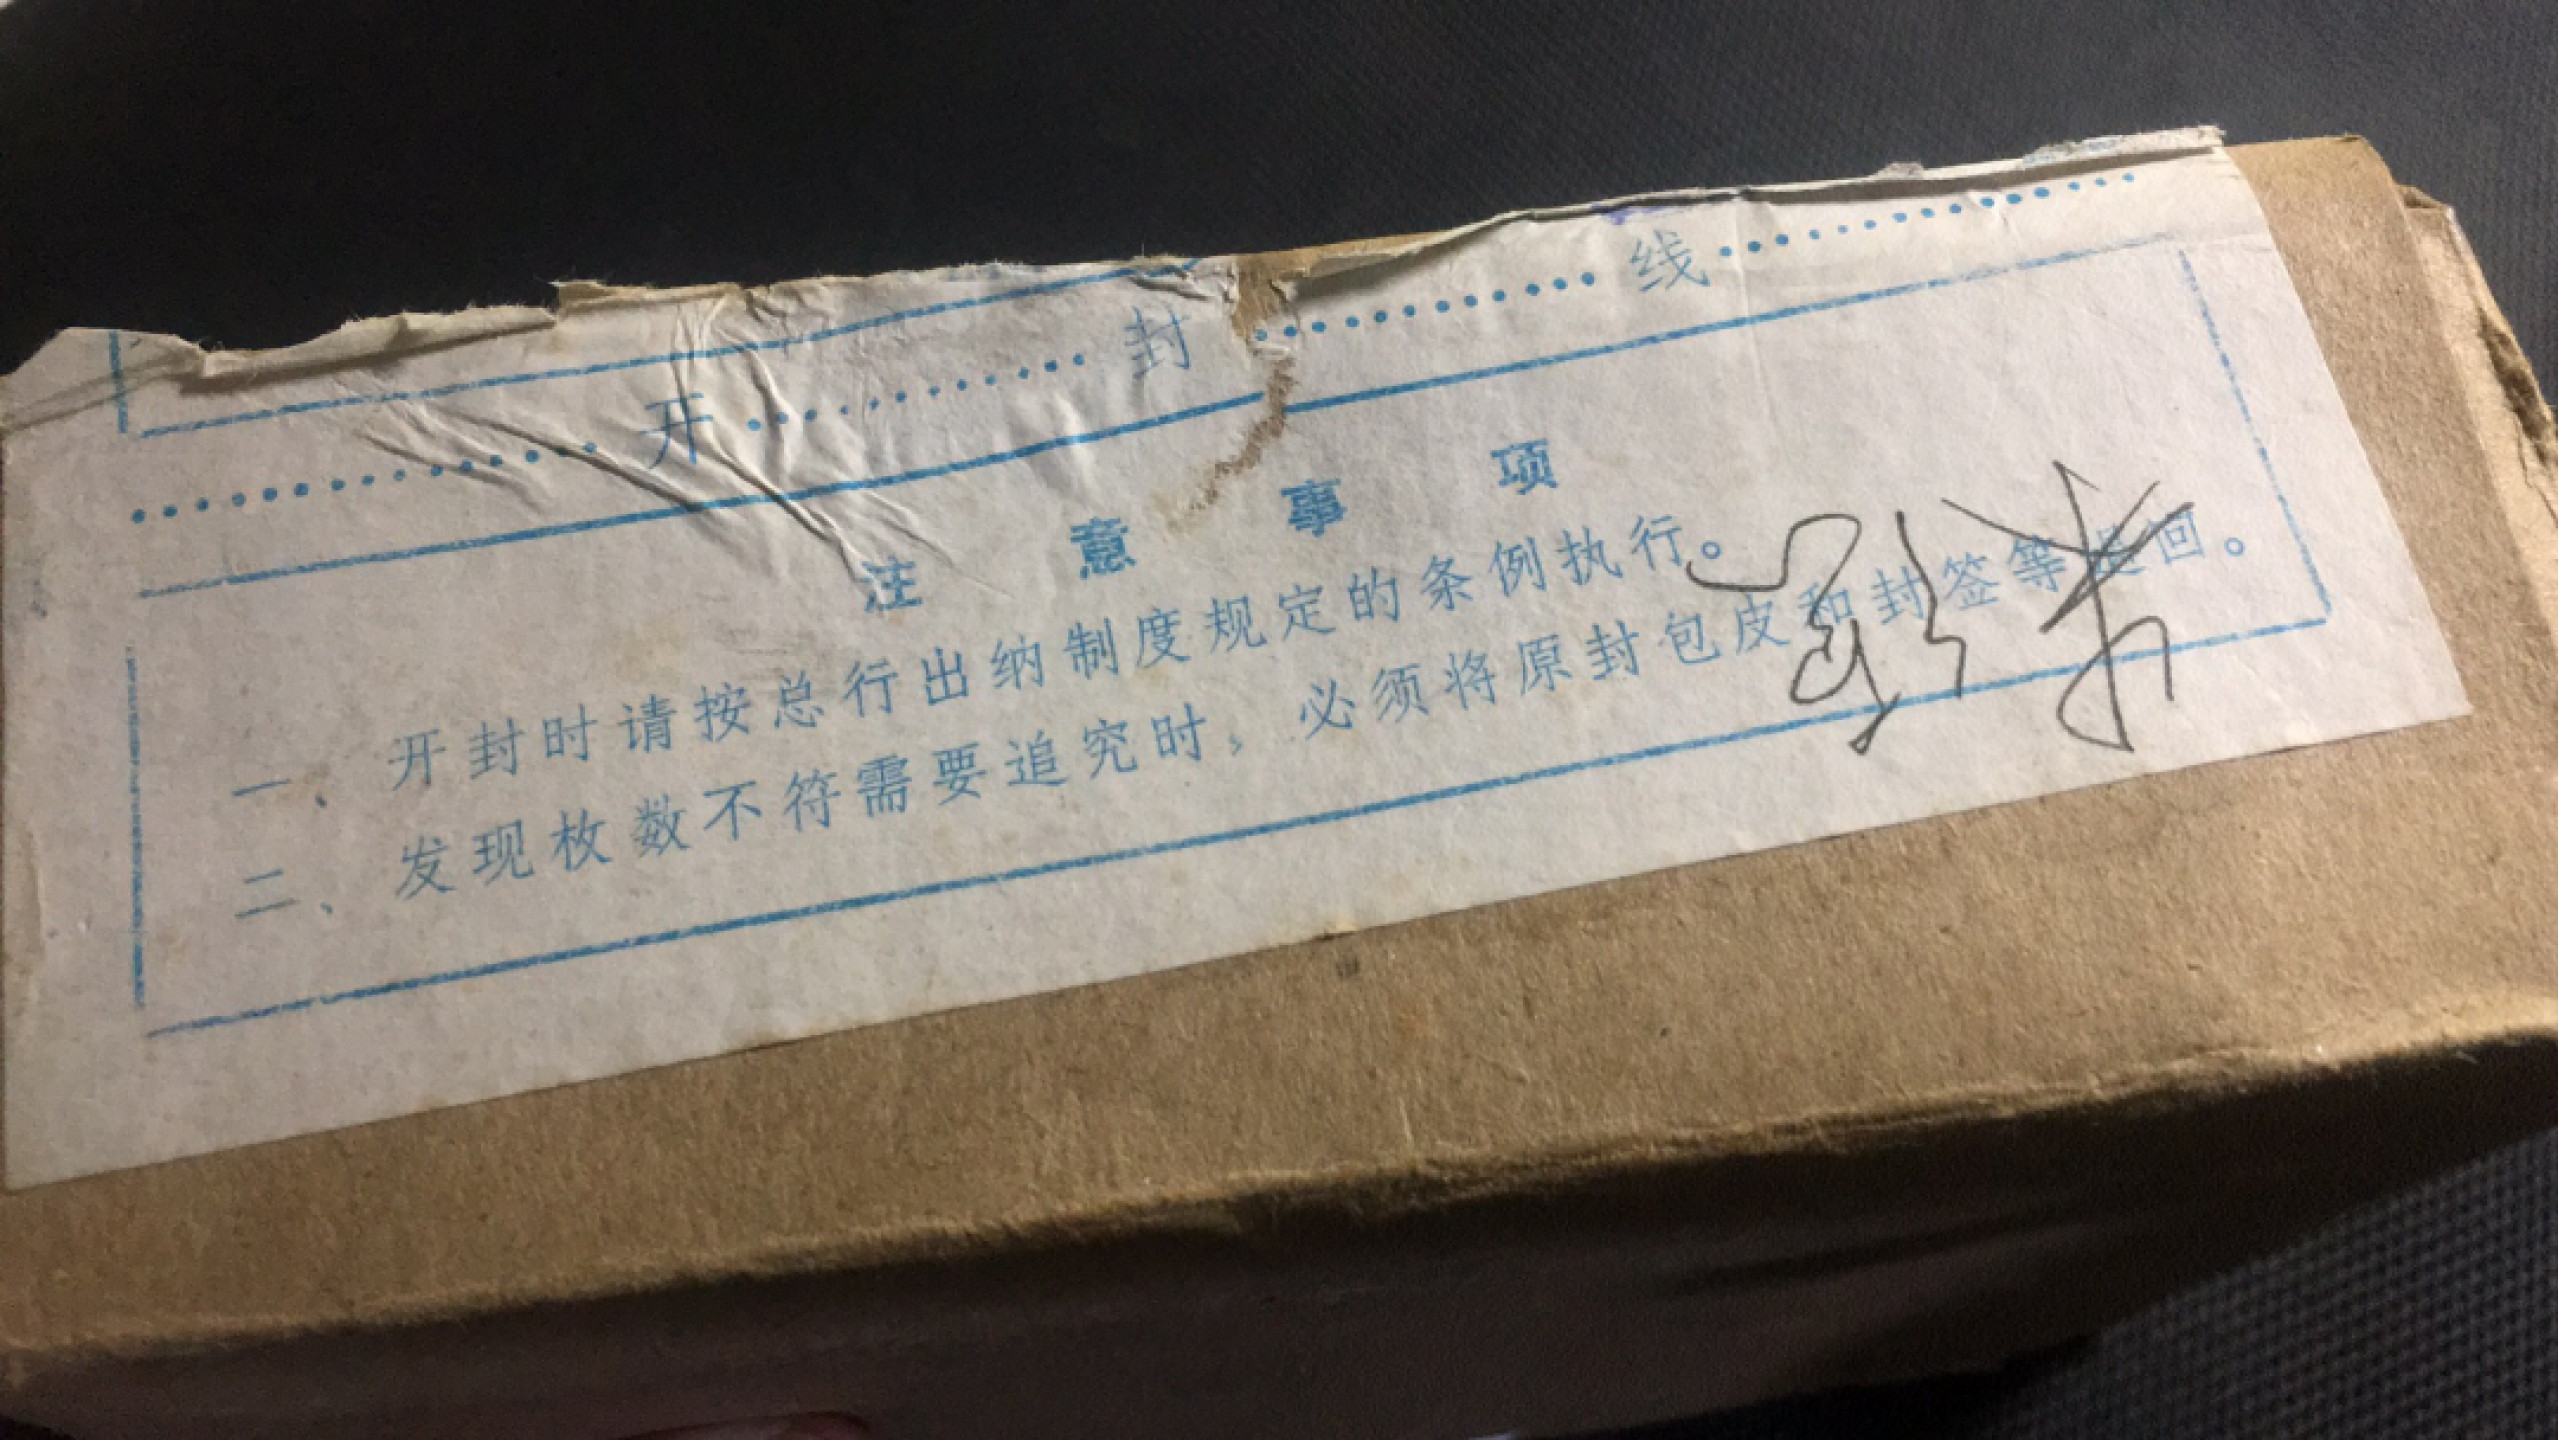 开封线
注意事项
一、开封时请按总行出纳制度规定的条例执行。
二、发现枚数不符需要追究时，必须将原封包皮和封签等退回。